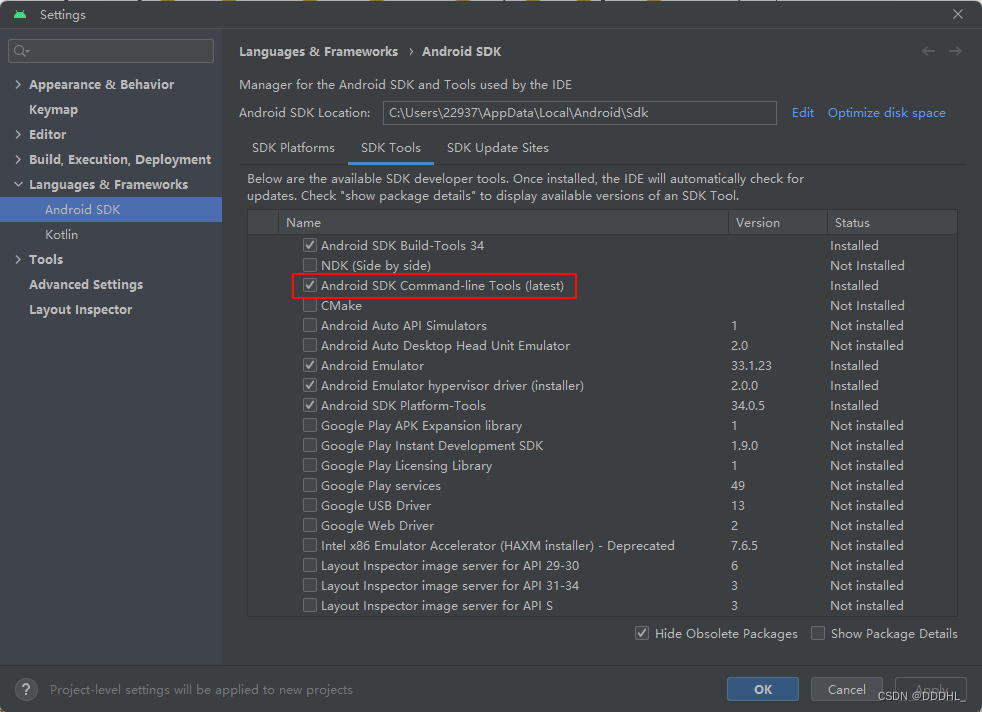 Settings
Languages & Frameworks › Android SDK
Appearance & Behavior
Keymap
Editor
Build, Execution, Deployment
Languages & Frameworks
Android SDK
Kotlin
Tools
Advanced Settings
Layout Inspector
Manager for the Android SDK and Tools used by the IDE
Android SDK Location: C:\Users\22937\AppData\Local\Android\Sdk Edit Optimize disk space
SDK Platforms SDK Tools SDK Update Sites
Below are the available SDK developer tools. Once installed, the IDE will automatically check for
updates. Check "show package details" to display available versions of an SDK Tool.
Name Version Status
Android SDK Build-Tools 34 Installed
NDK (Side by side) Not Installed
Android SDK Command-line Tools (latest) Installed
CMake Not Installed
Android Auto API Simulators 1 Not installed
Android Auto Desktop Head Unit Emulator 2.0 Not installed
Android Emulator 33.1.23 Installed
Android Emulator hypervisor driver (installer) 2.0.0 Installed
Android SDK Platform-Tools 34.0.5 Installed
Google Play APK Expansion library 1 Not installed
Google Play Instant Development SDK 1.9.0 Not installed
Google Play Licensing Library 1 Not installed
Google Play services 49 Not installed
Google USB Driver 13 Not installed
Google Web Driver 2 Not installed
Intel x86 Emulator Accelerator (HAXM installer) - Deprecated 7.6.5 Not installed
Layout Inspector image server for API 29-30 6 Not installed
Layout Inspector image server for API 31-34 3 Not installed
Layout Inspector image server for API S 3 Not installed
Hide Obsolete Packages Show Package Details
? Project-level settings will be applied to new projects
OK Cancel Apply
CSDN @DDDHL_